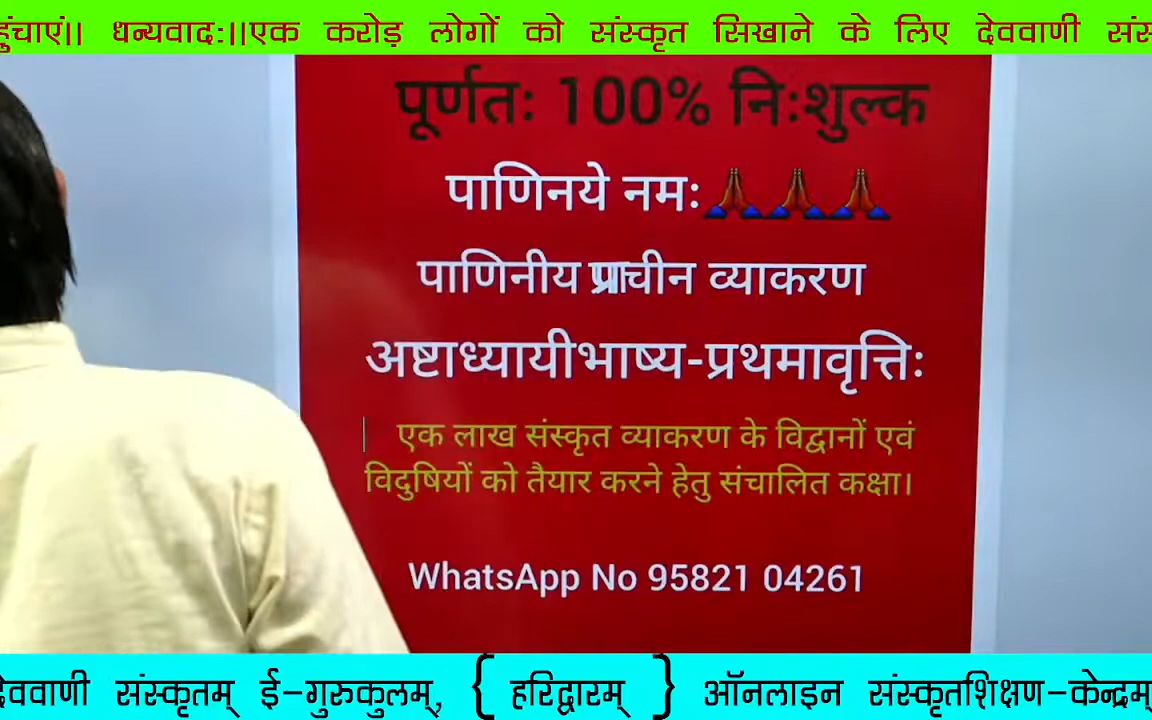 धन्यवादः||एक करोड़ लोगों को संस्कृत सिखाने के लिए देववाणी
पूर्णतः 100% निःशुल्क
पाणिनये नमः🙏🙏🙏
पाणिनीय प्राचीन व्याकरण
अष्टाध्यायीभाष्य-प्रथमावृत्तिः
एक लाख संस्कृत व्याकरण के विद्वानों एवं
विदुषियों को तैयार करने हेतु संचालित कक्षा।
WhatsApp No 95821 04261
देववाणी संस्कृतम् ई-गुरुकुलम्, { हरिद्वारम् } ऑनलाइन संस्कृतशिक्षण-केन्द्रम्